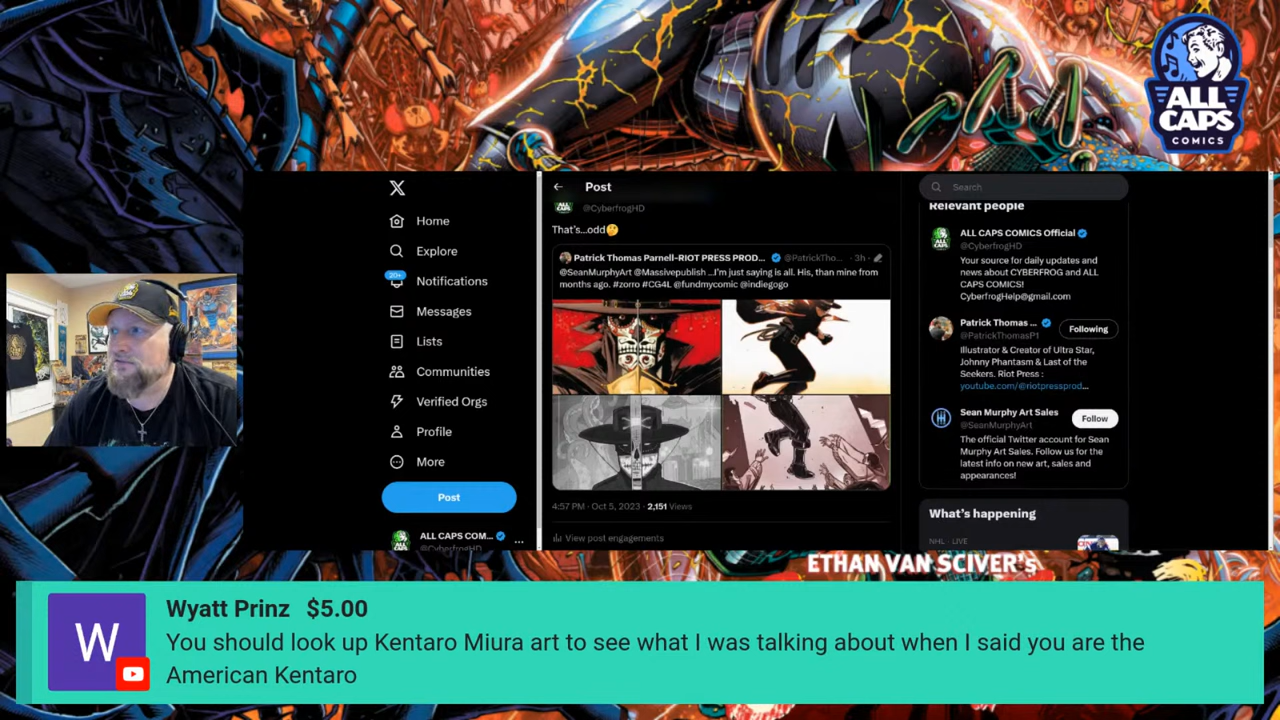 ALL
CAPS
COMICS
Home
Explore
20+
Notifications
Messages
Lists
Communities
Verified Orgs
Profile
More
Post
ALL CAPS COM...
@CyberfrogHD
Post
@CyberfrogHD
That's...odd🤔
Patrick Thomas Parnell-RIOT PRESS PROD... @PatrickTho... · 3h
@SeanMurphyArt @Massivepublish ...I'm just saying is all. His, than mine from
months ago. #zorro #CG4L @fundmycomic @indiegogo
4:57 PM · Oct 5, 2023 · 2,151 Views
View post engagements
Search
Relevant people
ALL CAPS COMICS Official
@CyberfrogHD
Your source for daily updates and
news about CYBERFROG and ALL
CAPS COMICS!
CyberfrogHelp@gmail.com
Patrick Thomas ...
@PatrickThomasP1
Following
Illustrator & Creator of Ultra Star,
Johnny Phantasm & Last of the
Seekers. Riot Press :
youtube.com/@riotpressprod...
Sean Murphy Art Sales
@SeanMurphyArt
Follow
The official Twitter account for Sean
Murphy Art Sales. Follow us for the
latest info on new art, sales and
appearances!
What's happening
NHL · LIVE
ETHAN VAN SCIVER's
Wyatt Prinz $5.00
W
You should look up Kentaro Miura art to see what I was talking about when I said you are the
American Kentaro